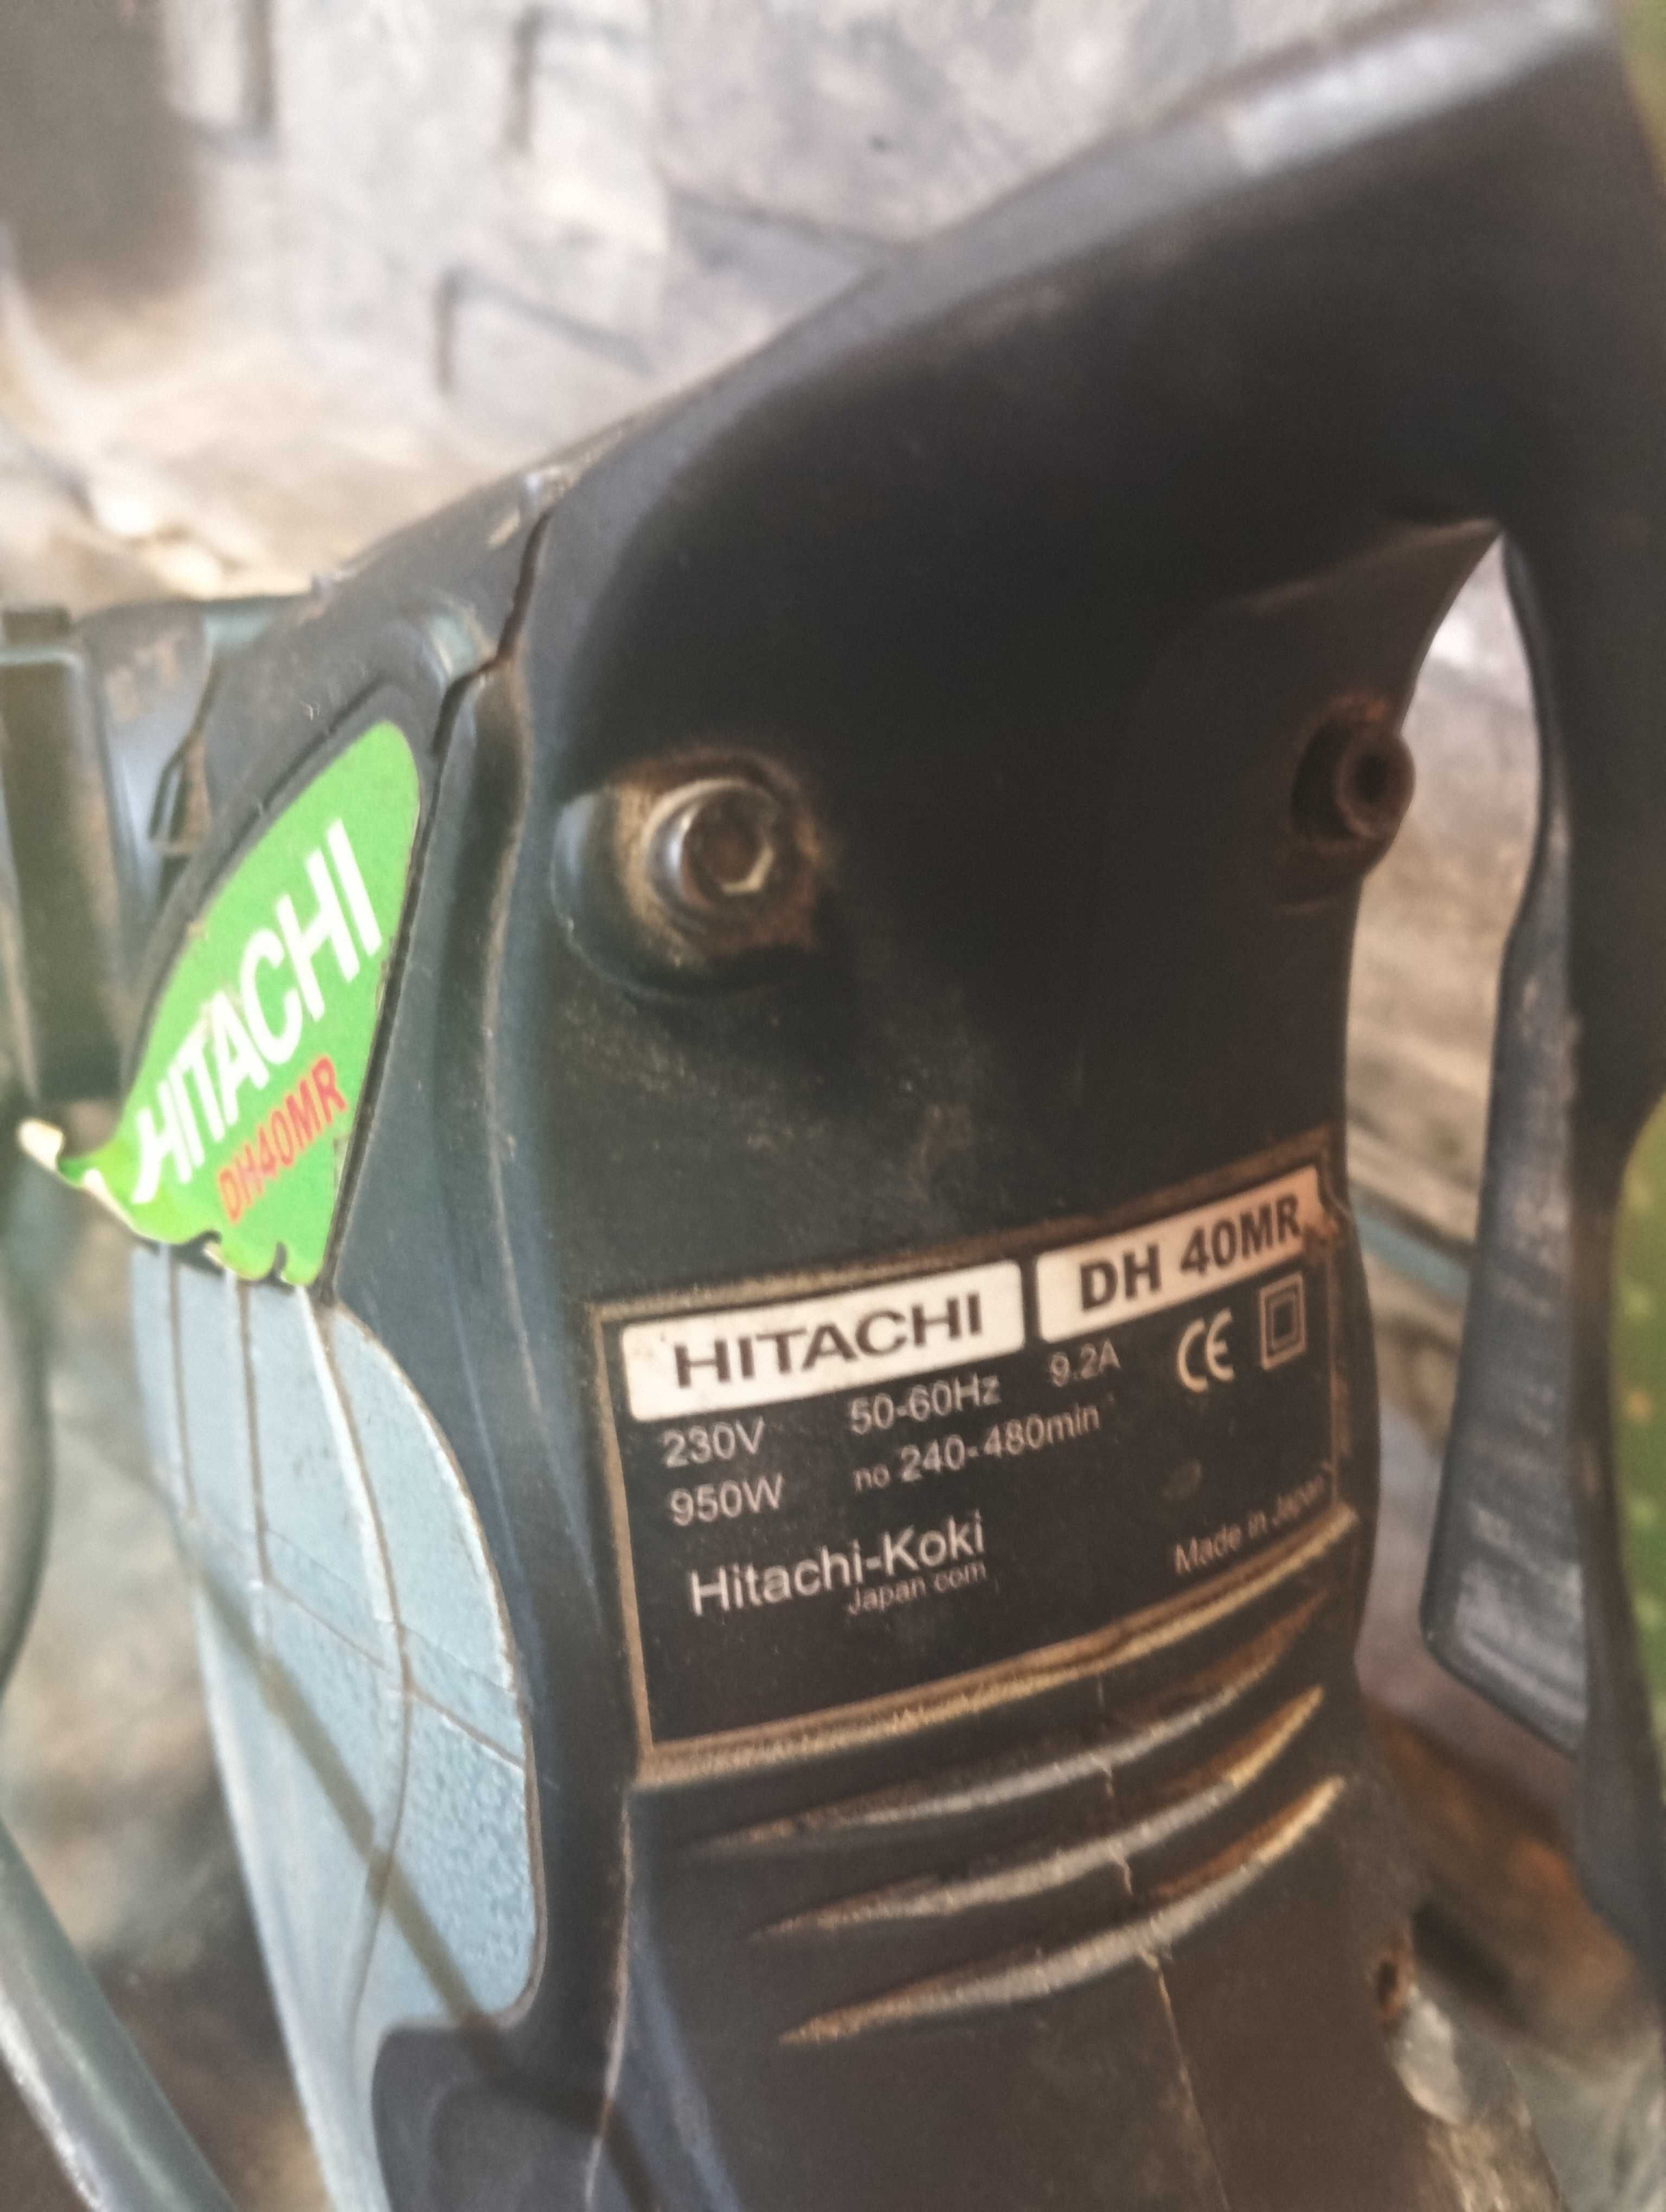 HITACHI
DH40MR
HITACHI DH 40MR
230V 50-60Hz 9.2A CE
950W no 240-480min
Hitachi-Koki
Japan com
Made in Japan